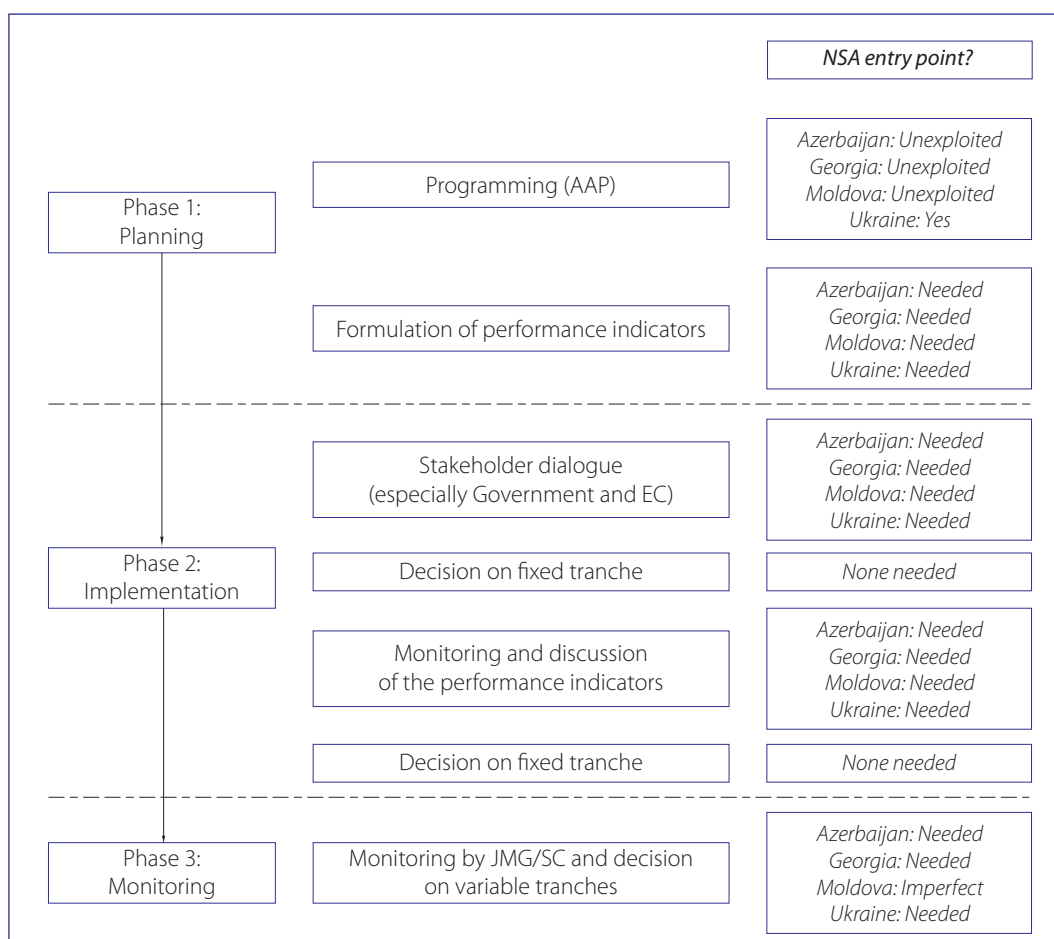 NSA entry point?
Phase 1:
Planning
Programming (AAP)
Azerbaijan: Unexploited
Georgia: Unexploited
Moldova: Unexploited
Ukraine: Yes
Formulation of performance indicators
Azerbaijan: Needed
Georgia: Needed
Moldova: Needed
Ukraine: Needed
Phase 2:
Implementation
Stakeholder dialogue
(especially Government and EC)
Azerbaijan: Needed
Georgia: Needed
Moldova: Needed
Ukraine: Needed
Decision on fixed tranche
None needed
Monitoring and discussion
of the performance indicators
Azerbaijan: Needed
Georgia: Needed
Moldova: Needed
Ukraine: Needed
Decision on fixed tranche
None needed
Phase 3:
Monitoring
Monitoring by JMG/SC and decision
on variable tranches
Azerbaijan: Needed
Georgia: Needed
Moldova: Imperfect
Ukraine: Needed